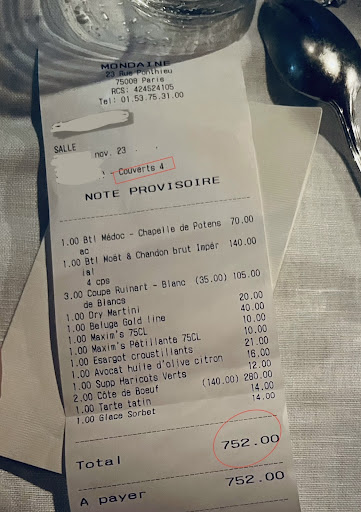 MONDAINE
23 Rue Ponthieu
75008 Paris
RCS: 424524105
Tel: 01.53.75.31.00
SALLE
nov. 23
- Couverts 4
NOTE PROVISOIRE
1.00 Btl Médoc - Chapelle de Potens 70.00
ac
1.00 Btl Moët & Chandon brut Impér 140.00
ial
4 cps
3.00 Coupe Ruinart - Blanc (35.00) 105.00
de Blancs
1.00 Dry Martini 20.00
1.00 Beluga Gold line 40.00
1.00 Maxim's 75CL 10.00
1.00 Maxim's Pétillante 75CL 10.00
1.00 Esargot croustillants 21.00
1.00 Avocat huile d'olive citron 16.00
1.00 Supp Haricots Verts 12.00
2.00 Côte de Boeuf (140.00) 280.00
1.00 Tarte tatin 14.00
1.00 Glace Sorbet 14.00
Total 752.00
A payer 752.00